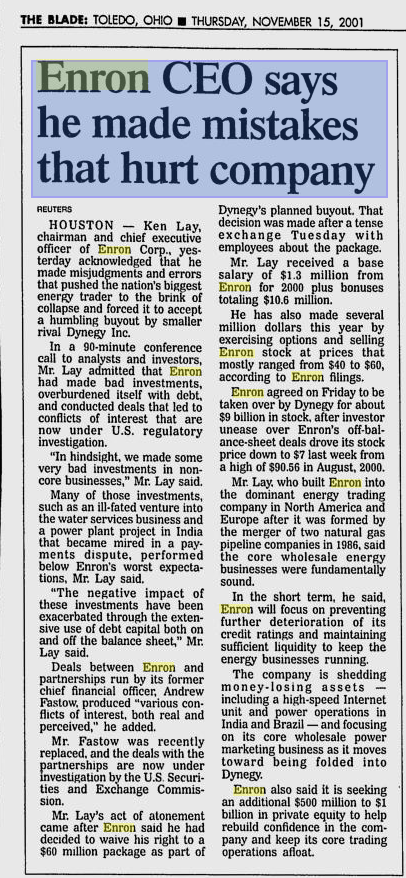 THE BLADE: TOLEDO, OHIO ■ THURSDAY, NOVEMBER 15, 2001
Enron CEO says
he made mistakes
that hurt company
REUTERS
HOUSTON — Ken Lay,
chairman and chief executive
officer of Enron Corp., yes-
terday acknowledged that he
made misjudgments and errors
that pushed the nation's biggest
energy trader to the brink of
collapse and forced it to accept
a humbling buyout by smaller
rival Dynegy Inc.
In a 90-minute conference
call to analysts and investors,
Mr. Lay admitted that Enron
had made bad investments,
overburdened itself with debt,
and conducted deals that led to
conflicts of interest that are
now under U.S. regulatory
investigation.
"In hindsight, we made some
very bad investments in non-
core businesses," Mr. Lay said.
Many of those investments,
such as an ill-fated venture into
the water services business and
a power plant project in India
that became mired in a pay-
ments dispute, performed
below Enron's worst expecta-
tions, Mr. Lay said.
"The negative impact of
these investments have been
exacerbated through the exten-
sive use of debt capital both on
and off the balance sheet," Mr.
Lay said.
Deals between Enron and
partnerships run by its former
chief financial officer, Andrew
Fastow, produced "various con-
flicts of interest, both real and
perceived," he added.
Mr. Fastow was recently
replaced, and the deals with the
partnerships are now under
investigation by the U.S. Securi-
ties and Exchange Commis-
sion.
Mr. Lay's act of atonement
came after Enron said he had
decided to waive his right to a
$60 million package as part of
Dynegy's planned buyout. That
decision was made after a tense
exchange Tuesday with
employees about the package.
Mr. Lay received a base
salary of $1.3 million from
Enron for 2000 plus bonuses
totaling $10.6 million.
He has also made several
million dollars this year by
exercising options and selling
Enron stock at prices that
mostly ranged from $40 to $60,
according to Enron filings.
Enron agreed on Friday to be
taken over by Dynegy for about
$9 billion in stock, after investor
unease over Enron's off-bal-
ance-sheet deals drove its stock
price down to $7 last week from
a high of $90.56 in August, 2000.
Mr. Lay, who built Enron into
the dominant energy trading
company in North America and
Europe after it was formed by
the merger of two natural gas
pipeline companies in 1986, said
the core wholesale energy
businesses were fundamentally
sound.
In the short term, he said,
Enron will focus on preventing
further deterioration of its
credit ratings and maintaining
sufficient liquidity to keep the
energy businesses running.
The company is shedding
money-losing assets —
including a high-speed Internet
unit and power operations in
India and Brazil — and focusing
on its core wholesale power
marketing business as it moves
toward being folded into
Dynegy.
Enron also said it is seeking
an additional $500 million to $1
billion in private equity to help
rebuild confidence in the com-
pany and keep its core trading
operations afloat.